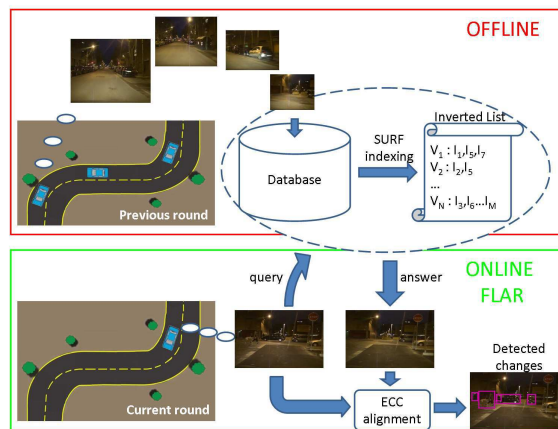 OFFLINE
Inverted List
SURF
indexing
Database
V1 : I1,I5,I7
V2 : I2,I5
...
VN : I3,I6...IM
Previous round
ONLINE
FLAR
query
answer
Detected
changes
ECC
alignment
Current round